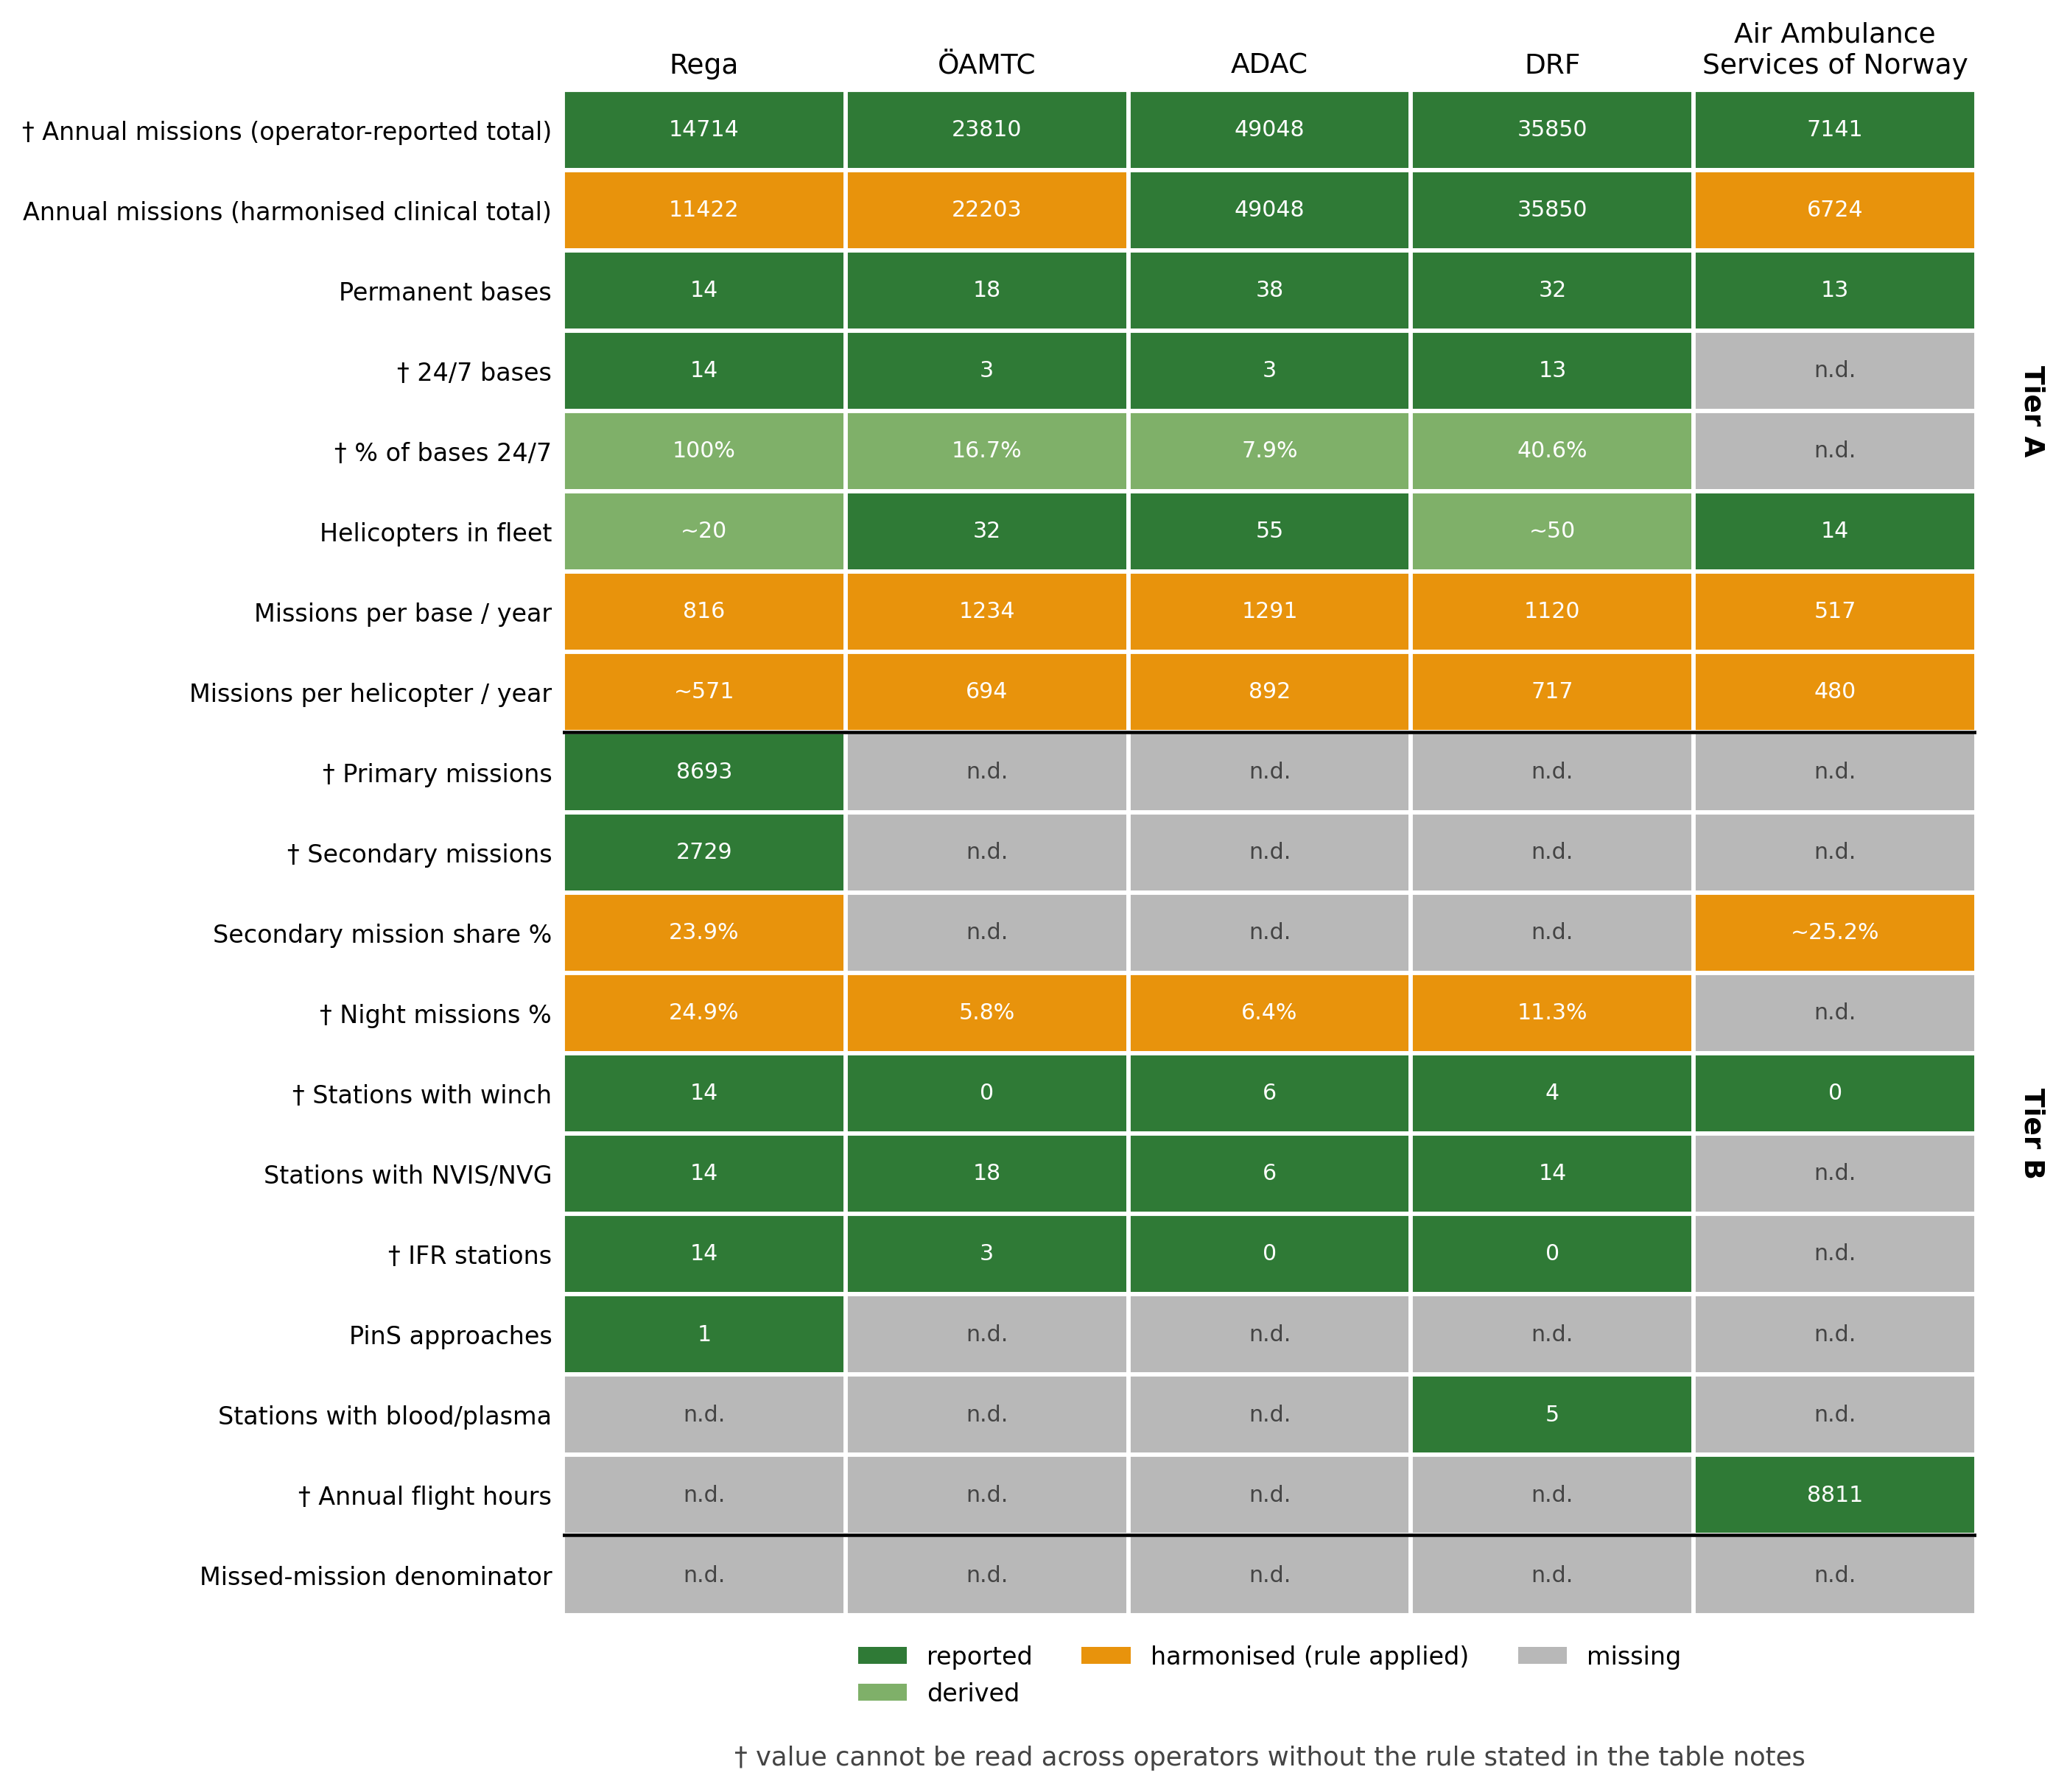 Air Ambulance
Rega ÖAMTC ADAC DRF Services of Norway
† Annual missions (operator-reported total) 14714 23810 49048 35850 7141
Annual missions (harmonised clinical total) 11422 22203 49048 35850 6724
Permanent bases 14 18 38 32 13
† 24/7 bases 14 3 3 13 n.d.
† % of bases 24/7 100% 16.7% 7.9% 40.6% n.d.
Helicopters in fleet ~20 32 55 ~50 14
Missions per base / year 816 1234 1291 1120 517
Missions per helicopter / year ~571 694 892 717 480
Tier A
† Primary missions 8693 n.d. n.d. n.d. n.d.
† Secondary missions 2729 n.d. n.d. n.d. n.d.
Secondary mission share % 23.9% n.d. n.d. n.d. ~25.2%
† Night missions % 24.9% 5.8% 6.4% 11.3% n.d.
† Stations with winch 14 0 6 4 0
Stations with NVIS/NVG 14 18 6 14 n.d.
† IFR stations 14 3 0 0 n.d.
PinS approaches 1 n.d. n.d. n.d. n.d.
Stations with blood/plasma n.d. n.d. n.d. 5 n.d.
† Annual flight hours n.d. n.d. n.d. n.d. 8811
Tier B
Missed-mission denominator n.d. n.d. n.d. n.d. n.d.
reported harmonised (rule applied) missing
derived
† value cannot be read across operators without the rule stated in the table notes